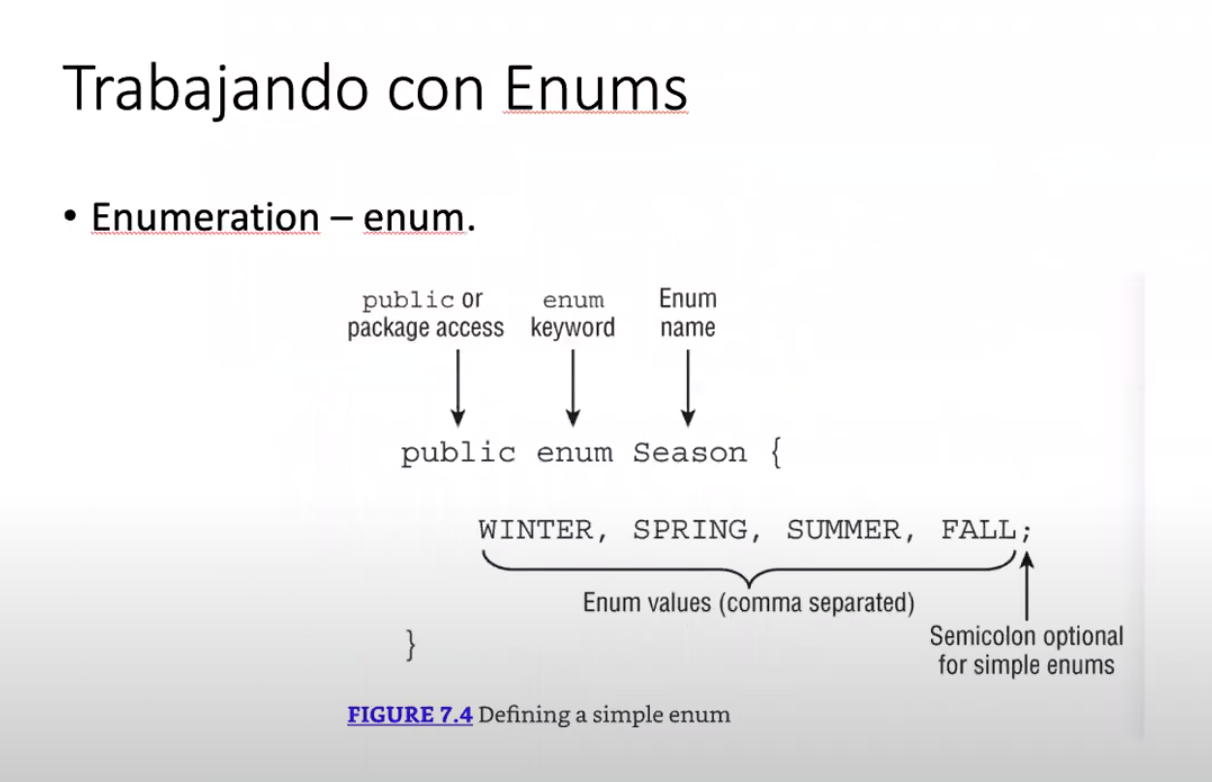 Trabajando con Enums
• Enumeration – enum.
public or package access
enum keyword
Enum name
public enum Season {
WINTER, SPRING, SUMMER, FALL;
Enum values (comma separated)
Semicolon optional for simple enums
}
FIGURE 7.4 Defining a simple enum